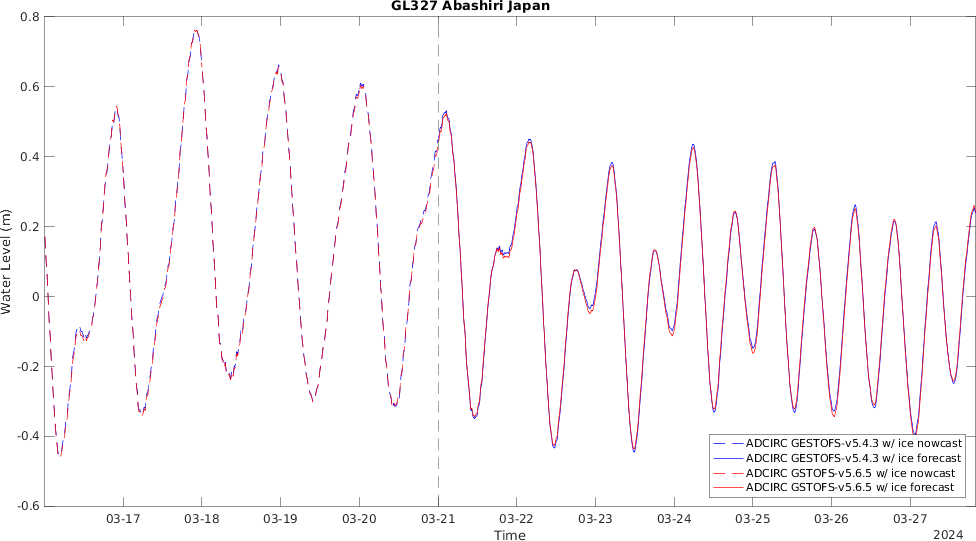 GL327 Abashiri Japan
0.8
0.6
0.4
0.2
0
-0.2
-0.4
-0.6
Water Level (m)
ADCIRC GESTOFS-v5.4.3 w/ ice nowcast
ADCIRC GESTOFS-v5.4.3 w/ ice forecast
ADCIRC GSTOFS-v5.6.5 w/ ice nowcast
ADCIRC GSTOFS-v5.6.5 w/ ice forecast
03-17 03-18 03-19 03-20 03-21 03-22 03-23 03-24 03-25 03-26 03-27
Time
2024